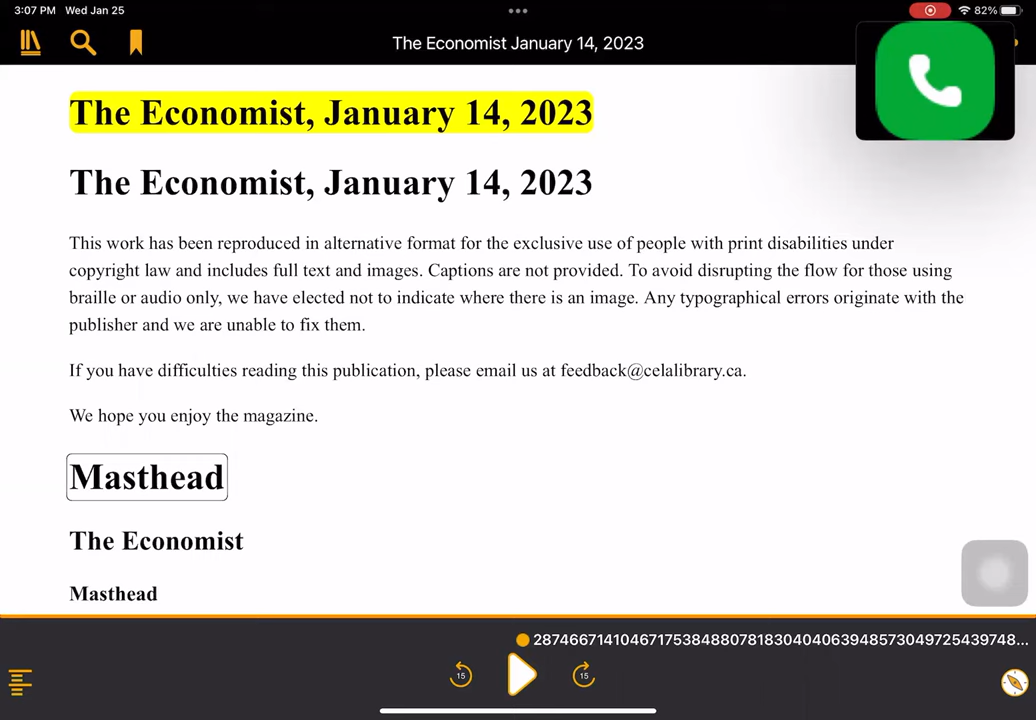 3:07 PM Wed Jan 25
82%
The Economist January 14, 2023
The Economist, January 14, 2023
The Economist, January 14, 2023
This work has been reproduced in alternative format for the exclusive use of people with print disabilities under
copyright law and includes full text and images. Captions are not provided. To avoid disrupting the flow for those using
braille or audio only, we have elected not to indicate where there is an image. Any typographical errors originate with the
publisher and we are unable to fix them.
If you have difficulties reading this publication, please email us at feedback@celalibrary.ca.
We hope you enjoy the magazine.
Masthead
The Economist
Masthead
28746671410467175384880781830404063948573049725439748...
15
15